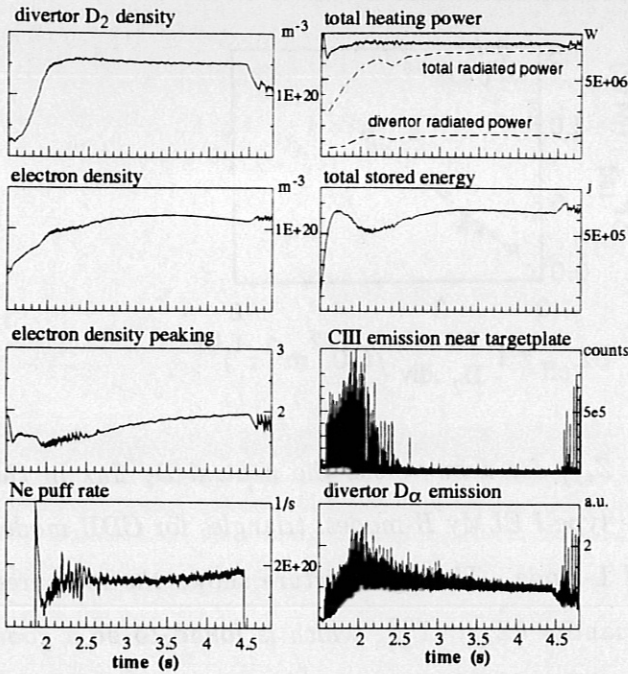 divertor D₂ density
m⁻³
1E+20
total heating power
W
total radiated power
5E+06
divertor radiated power
electron density
m⁻³
1E+20
total stored energy
J
5E+05
electron density peaking
3
2
CIII emission near targetplate
counts
5e5
Ne puff rate
1/s
2E+20
divertor Dα emission
a.u.
2
2 2.5 3 3.5 4 4.5
time (s)
2 2.5 3 3.5 4 4.5
time (s)